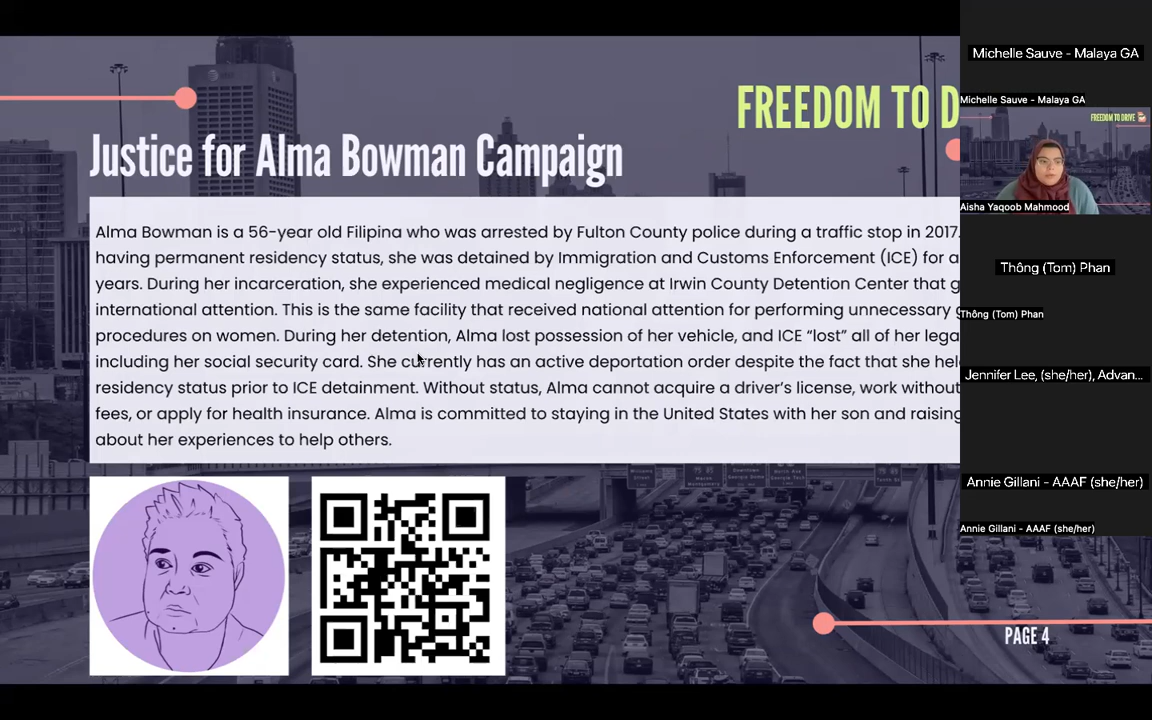 FREEDOM TO D
Justice for Alma Bowman Campaign
Alma Bowman is a 56-year old Filipina who was arrested by Fulton County police during a traffic stop in 2017.
having permanent residency status, she was detained by Immigration and Customs Enforcement (ICE) for a
years. During her incarceration, she experienced medical negligence at Irwin County Detention Center that g
international attention. This is the same facility that received national attention for performing unnecessary
procedures on women. During her detention, Alma lost possession of her vehicle, and ICE “lost” all of her lega
including her social security card. She currently has an active deportation order despite the fact that she hel
residency status prior to ICE detainment. Without status, Alma cannot acquire a driver’s license, work without
fees, or apply for health insurance. Alma is committed to staying in the United States with her son and raising
about her experiences to help others.
PAGE 4
Michelle Sauve - Malaya GA
Michelle Sauve - Malaya GA
FREEDOM TO DRIVE
Aisha Yaqoob Mahmood
Thông (Tom) Phan
Thông (Tom) Phan
Jennifer Lee, (she/her), Advan...
Annie Gillani - AAAF (she/her)
Annie Gillani - AAAF (she/her)